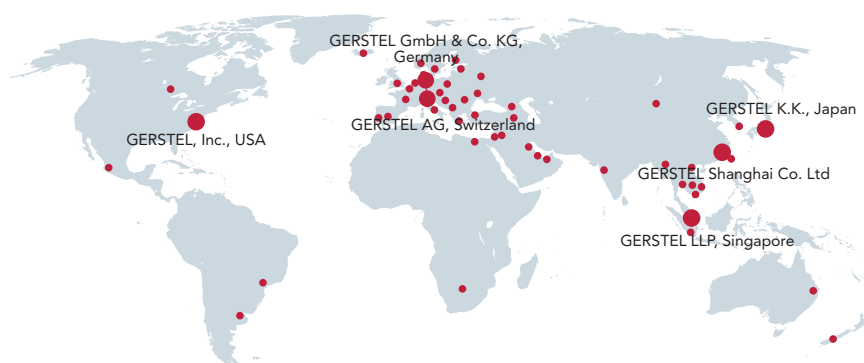 GERSTEL GmbH & Co. KG,
Germany
GERSTEL K.K., Japan
GERSTEL, Inc., USA
GERSTEL AG, Switzerland
GERSTEL Shanghai Co. Ltd
GERSTEL LLP, Singapore